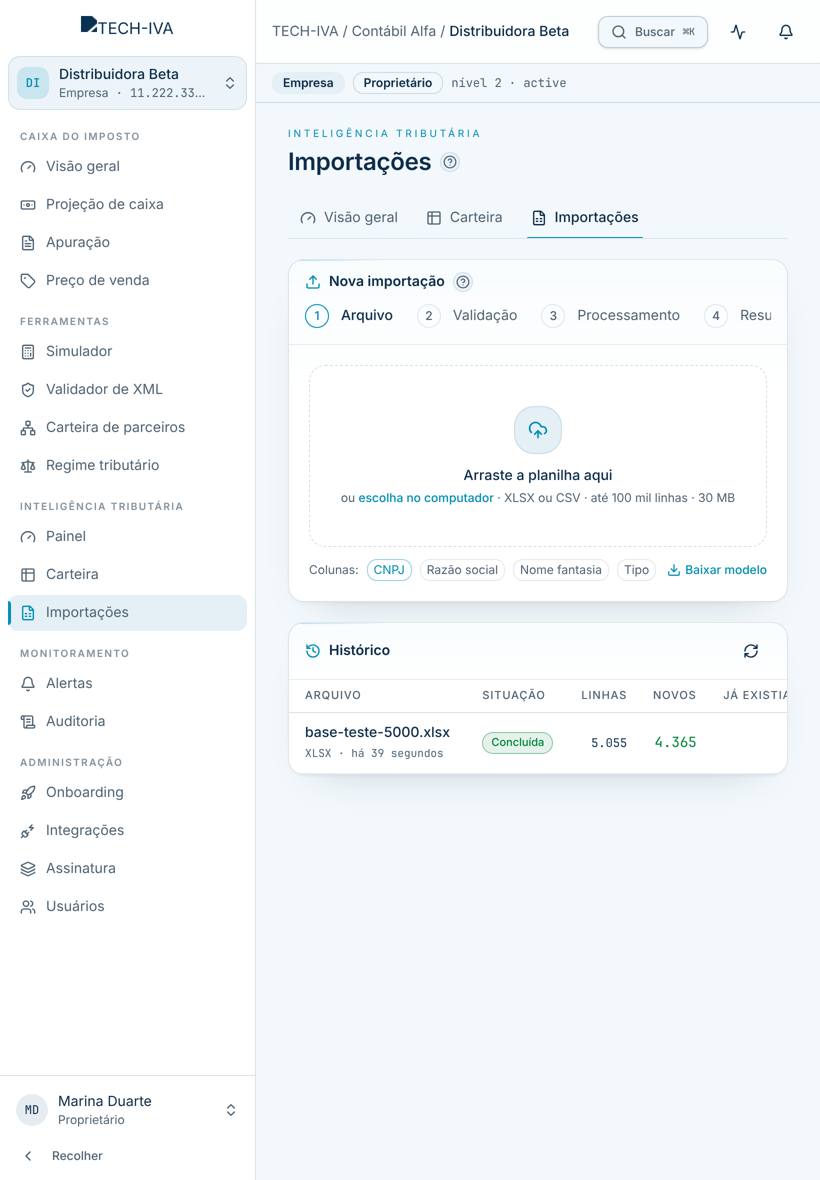 TECH-IVA
DI
Distribuidora Beta
Empresa · 11.222.33...
CAIXA DO IMPOSTO
Visão geral
Projeção de caixa
Apuração
Preço de venda
FERRAMENTAS
Simulador
Validador de XML
Carteira de parceiros
Regime tributário
INTELIGÊNCIA TRIBUTÁRIA
Painel
Carteira
Importações
MONITORAMENTO
Alertas
Auditoria
ADMINISTRAÇÃO
Onboarding
Integrações
Assinatura
Usuários
MD
Marina Duarte
Proprietário
Recolher
TECH-IVA / Contábil Alfa / Distribuidora Beta
Buscar ⌘K
Empresa Proprietário nível 2 · active
INTELIGÊNCIA TRIBUTÁRIA
Importações ?
Visão geral Carteira Importações
Nova importação ?
1 Arquivo 2 Validação 3 Processamento 4 Resu
Arraste a planilha aqui
ou escolha no computador · XLSX ou CSV · até 100 mil linhas · 30 MB
Colunas: CNPJ Razão social Nome fantasia Tipo Baixar modelo
Histórico
ARQUIVO SITUAÇÃO LINHAS NOVOS JÁ EXISTIA
base-teste-5000.xlsx Concluída 5.055 4.365
XLSX · há 39 segundos